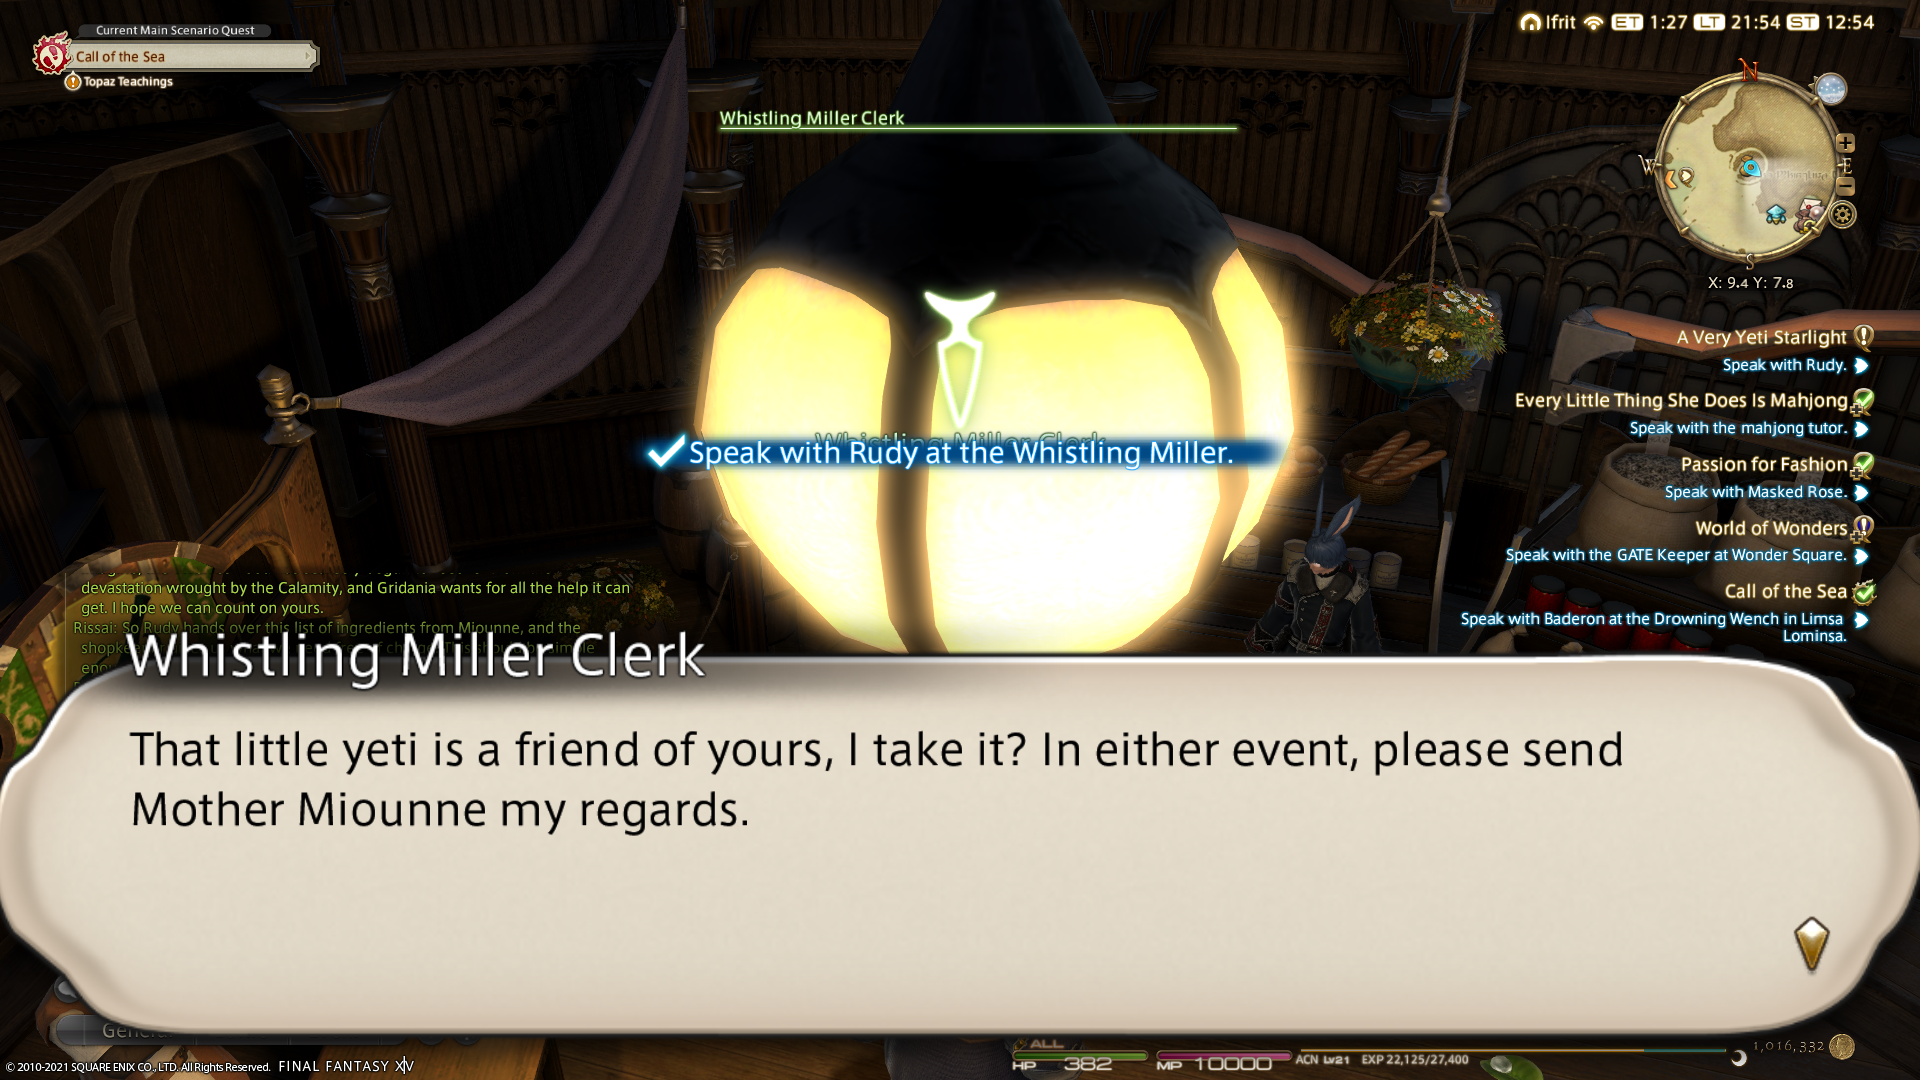 Current Main Scenario Quest
Call of the Sea
Topaz Teachings
Ifrit ET 1:27 LT 21:54 ST 12:54
Whistling Miller Clerk
N
W
E
S
X: 9.4 Y: 7.8
A Very Yeti Starlight
Speak with Rudy.
Every Little Thing She Does Is Mahjong
Speak with the mahjong tutor.
Passion for Fashion
Speak with Masked Rose.
World of Wonders
Speak with the GATE Keeper at Wonder Square.
Call of the Sea
Speak with Baderon at the Drowning Wench in Limsa
Lominsa.
Whistling Miller Clerk
Speak with Rudy at the Whistling Miller.
devastation wrought by the Calamity, and Gridania wants for all the help it can
get. I hope we can count on yours.
Rissai: So Rudy hands over this list of ingredients from Miounne, and the
Whistling Miller Clerk
That little yeti is a friend of yours, I take it? In either event, please send
Mother Miounne my regards.
ALL
HP 382 MP 10000 ACN Lv21 EXP 22,125/27,400
1,016,332
© 2010-2021 SQUARE ENIX CO., LTD. All Rights Reserved. FINAL FANTASY XIV